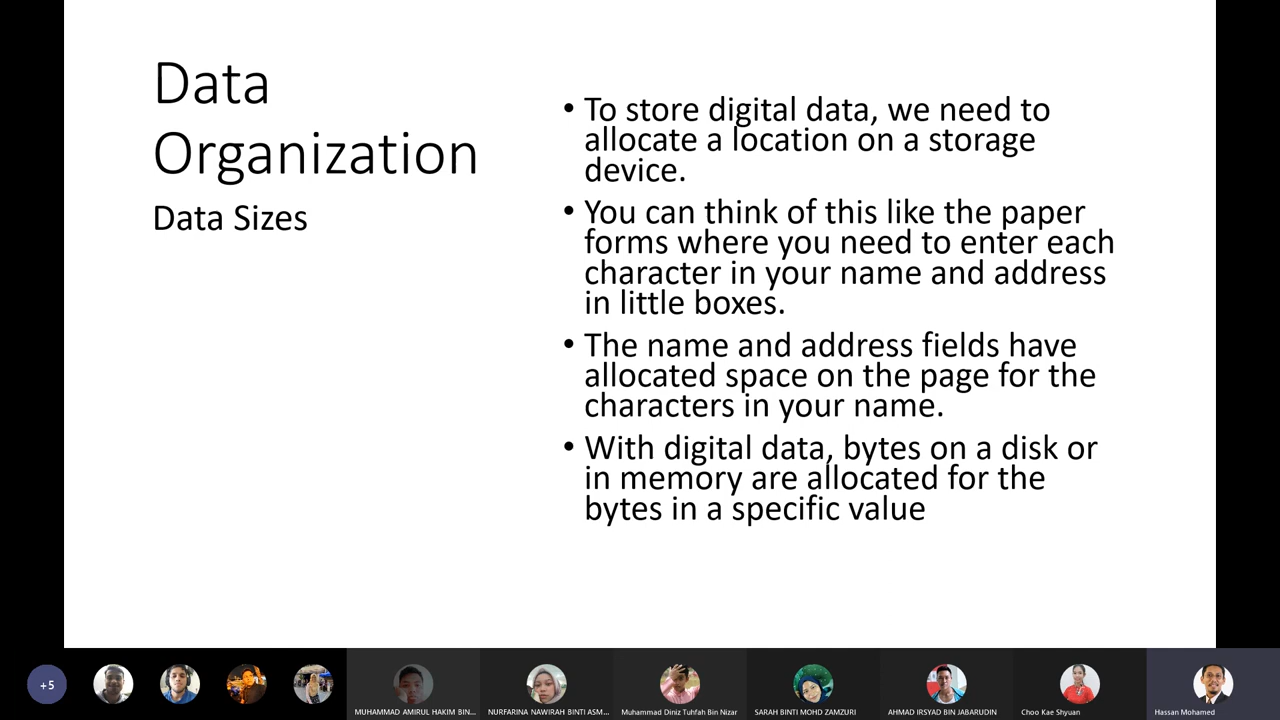 Data
Organization
Data Sizes
• To store digital data, we need to
allocate a location on a storage
device.
• You can think of this like the paper
forms where you need to enter each
character in your name and address
in little boxes.
• The name and address fields have
allocated space on the page for the
characters in your name.
• With digital data, bytes on a disk or
in memory are allocated for the
bytes in a specific value
+5
MUHAMMAD AMIRUL HAKIM BIN...
NURFARINA NAWIRAH BINTI ASM...
Muhammad Diniz Tuhfah Bin Nizar
SARAH BINTI MOHD ZAMZURI
AHMAD IRSYAD BIN JABARUDIN
Choo Kae Shyuan
Hassan Mohamed